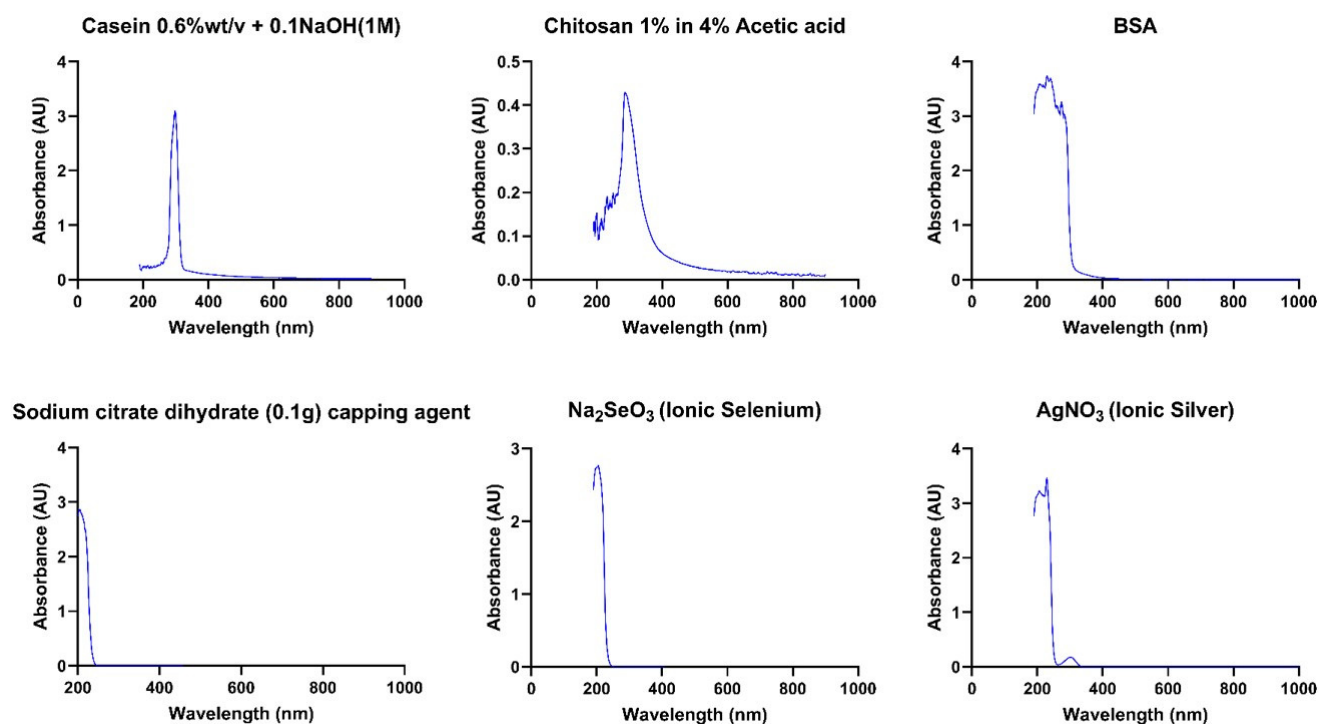 Casein 0.6%wt/v + 0.1NaOH(1M)
Absorbance (AU)
4
3
2
1
0
0 200 400 600 800 1000
Wavelength (nm)
Chitosan 1% in 4% Acetic acid
Absorbance (AU)
0.5
0.4
0.3
0.2
0.1
0.0
0 200 400 600 800 1000
Wavelength (nm)
BSA
Absorbance (AU)
4
3
2
1
0
0 200 400 600 800 1000
Wavelength (nm)
Sodium citrate dihydrate (0.1g) capping agent
Absorbance (AU)
4
3
2
1
0
200 400 600 800 1000
Wavelength (nm)
Na₂SeO₃ (Ionic Selenium)
Absorbance (AU)
3
2
1
0
0 200 400 600 800 1000
Wavelength (nm)
AgNO₃ (Ionic Silver)
Absorbance (AU)
4
3
2
1
0
0 200 400 600 800 1000
Wavelength (nm)